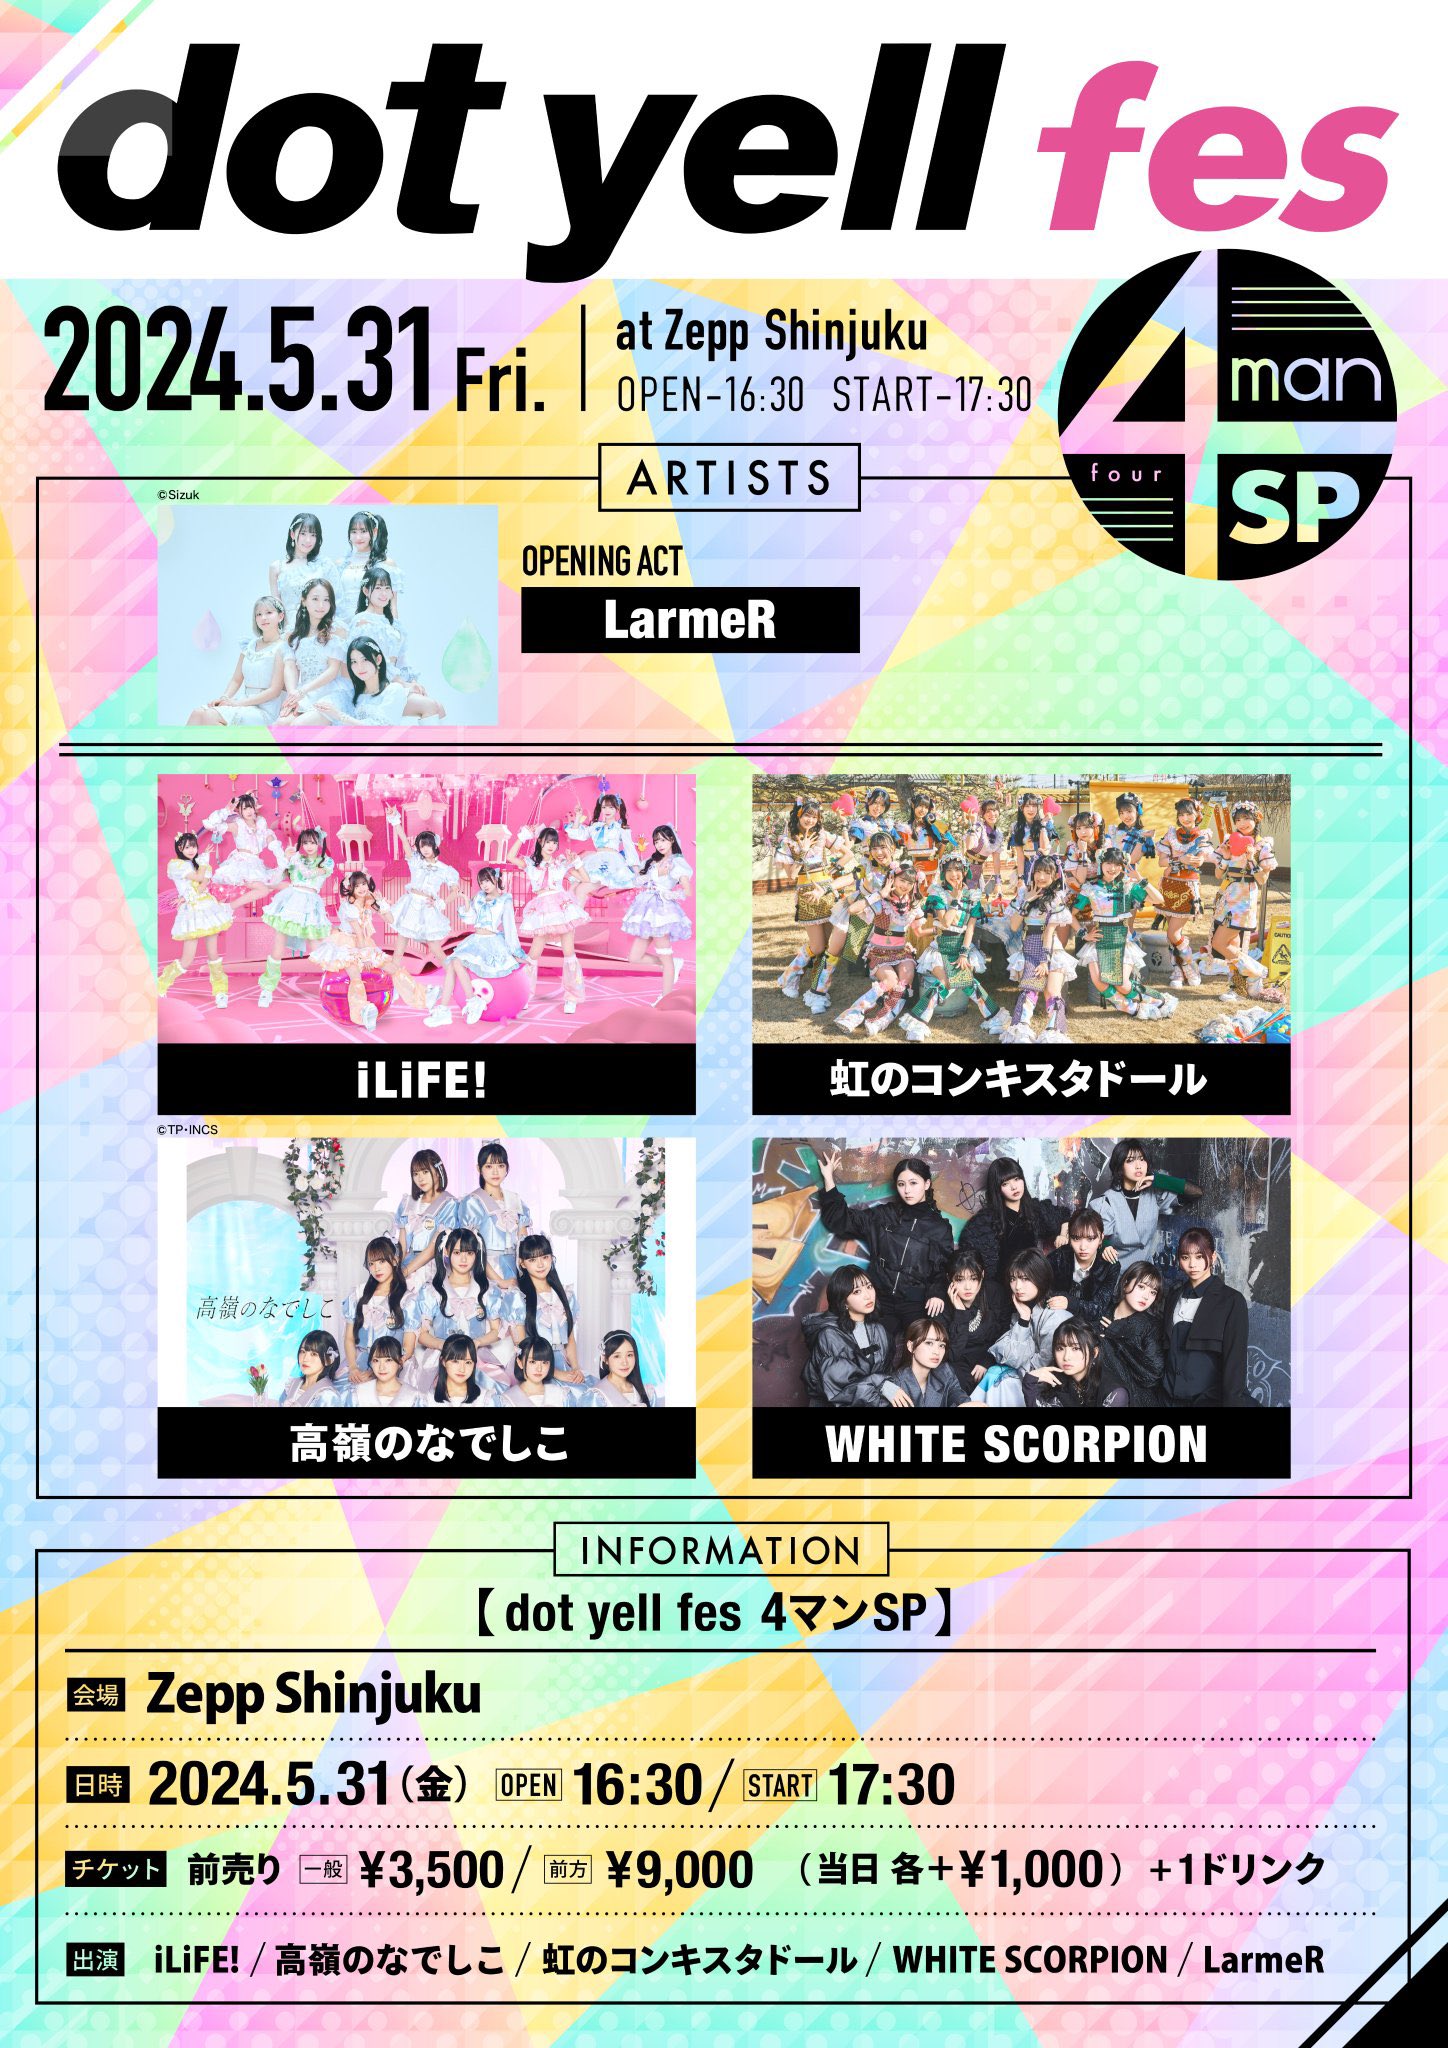 dot yell fes
2024.5.31 Fri.
at Zepp Shinjuku
OPEN-16:30 START-17:30
4 man
four SP
ARTISTS
©Sizuk
OPENING ACT
LarmeR
iLiFE!
虹のコンキスタドール
©TP・INCS
高嶺のなでしこ
高嶺のなでしこ
WHITE SCORPION
INFORMATION
【dot yell fes 4マンSP】
会場 Zepp Shinjuku
日時 2024.5.31(金) OPEN 16:30/START 17:30
チケット 前売り 一般 ¥3,500/前方 ¥9,000 (当日 各+¥1,000) +1ドリンク
出演 iLiFE! / 高嶺のなでしこ / 虹のコンキスタドール / WHITE SCORPION / LarmeR